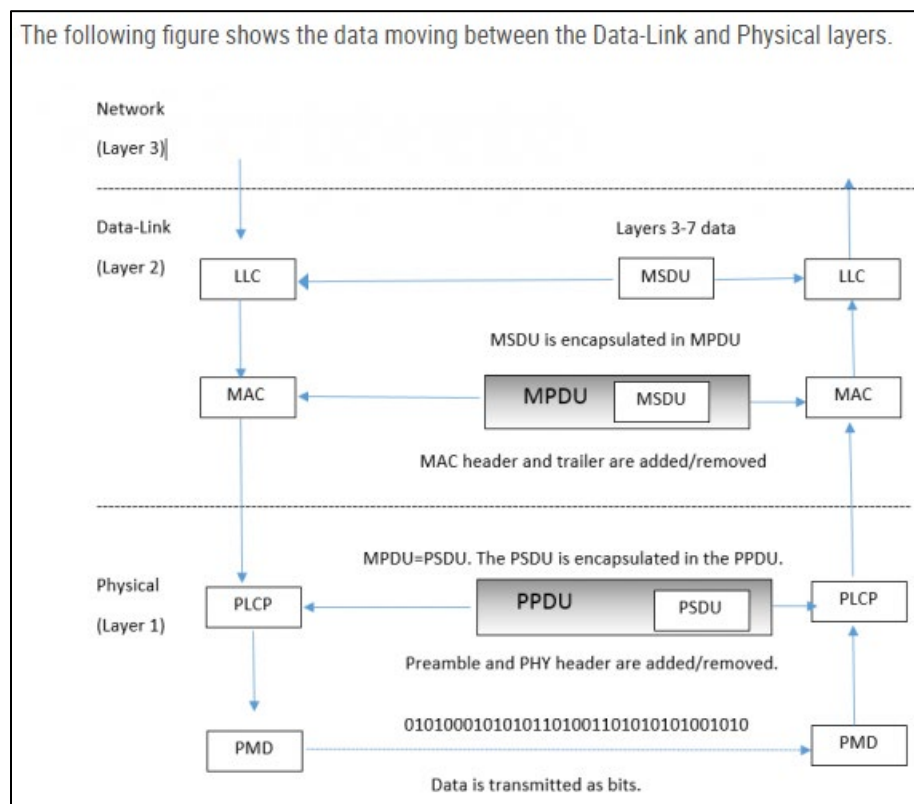 The following figure shows the data moving between the Data-Link and Physical layers.
Network
(Layer 3)
Data-Link
Layers 3-7 data
(Layer 2)
LLC
MSDU
LLC
MSDU is encapsulated in MPDU
MAC
MPDU
MSDU
MAC
MAC header and trailer are added/removed
MPDU=PSDU. The PSDU is encapsulated in the PPDU.
Physical
PLCP
PPDU
PSDU
PLCP
(Layer 1)
Preamble and PHY header are added/removed.
01010001010101101001101010101001010
PMD
PMD
Data is transmitted as bits.